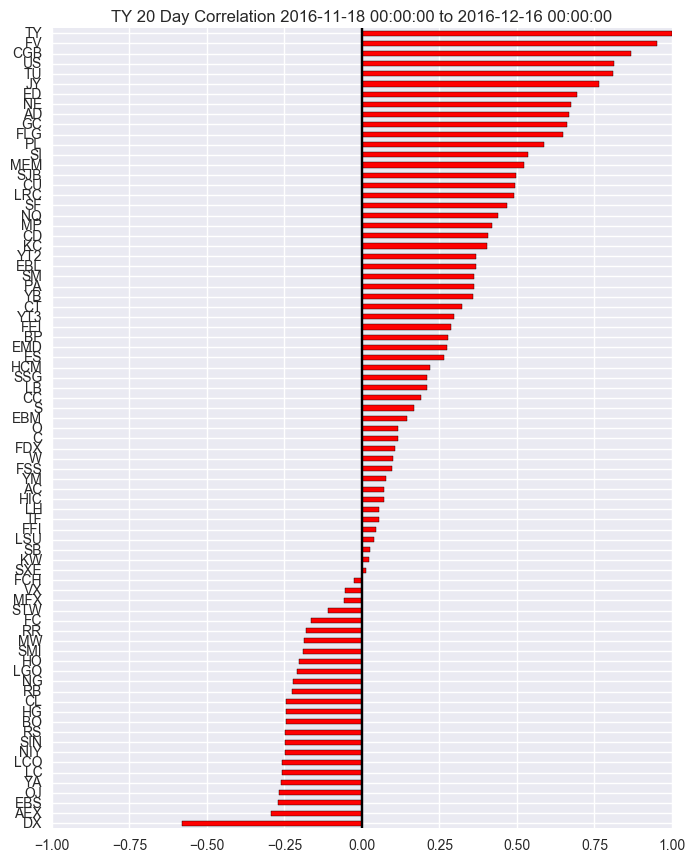 TY 20 Day Correlation 2016-11-18 00:00:00 to 2016-12-16 00:00:00
TY
FV
CGB
US
TU
JY
ED
NE
AD
GC
FLG
PL
SI
MEM
SJB
CU
LRC
SF
NQ
MP
CD
KC
YT2
EBL
SM
PA
YB
CT
YT3
FEI
BP
EMD
ES
HCM
SSG
LB
CC
S
EBM
O
C
FDX
W
FSS
YM
AC
HIC
LH
TF
FFI
LSU
SB
KW
SXE
FCH
VX
MFX
STW
FC
RR
MW
SMI
HO
LGO
NG
RB
CL
HG
BO
RS
SIN
NIY
LCO
LC
YA
OJ
EBS
AEX
DX
−1.00 −0.75 −0.50 −0.25 0.00 0.25 0.50 0.75 1.00